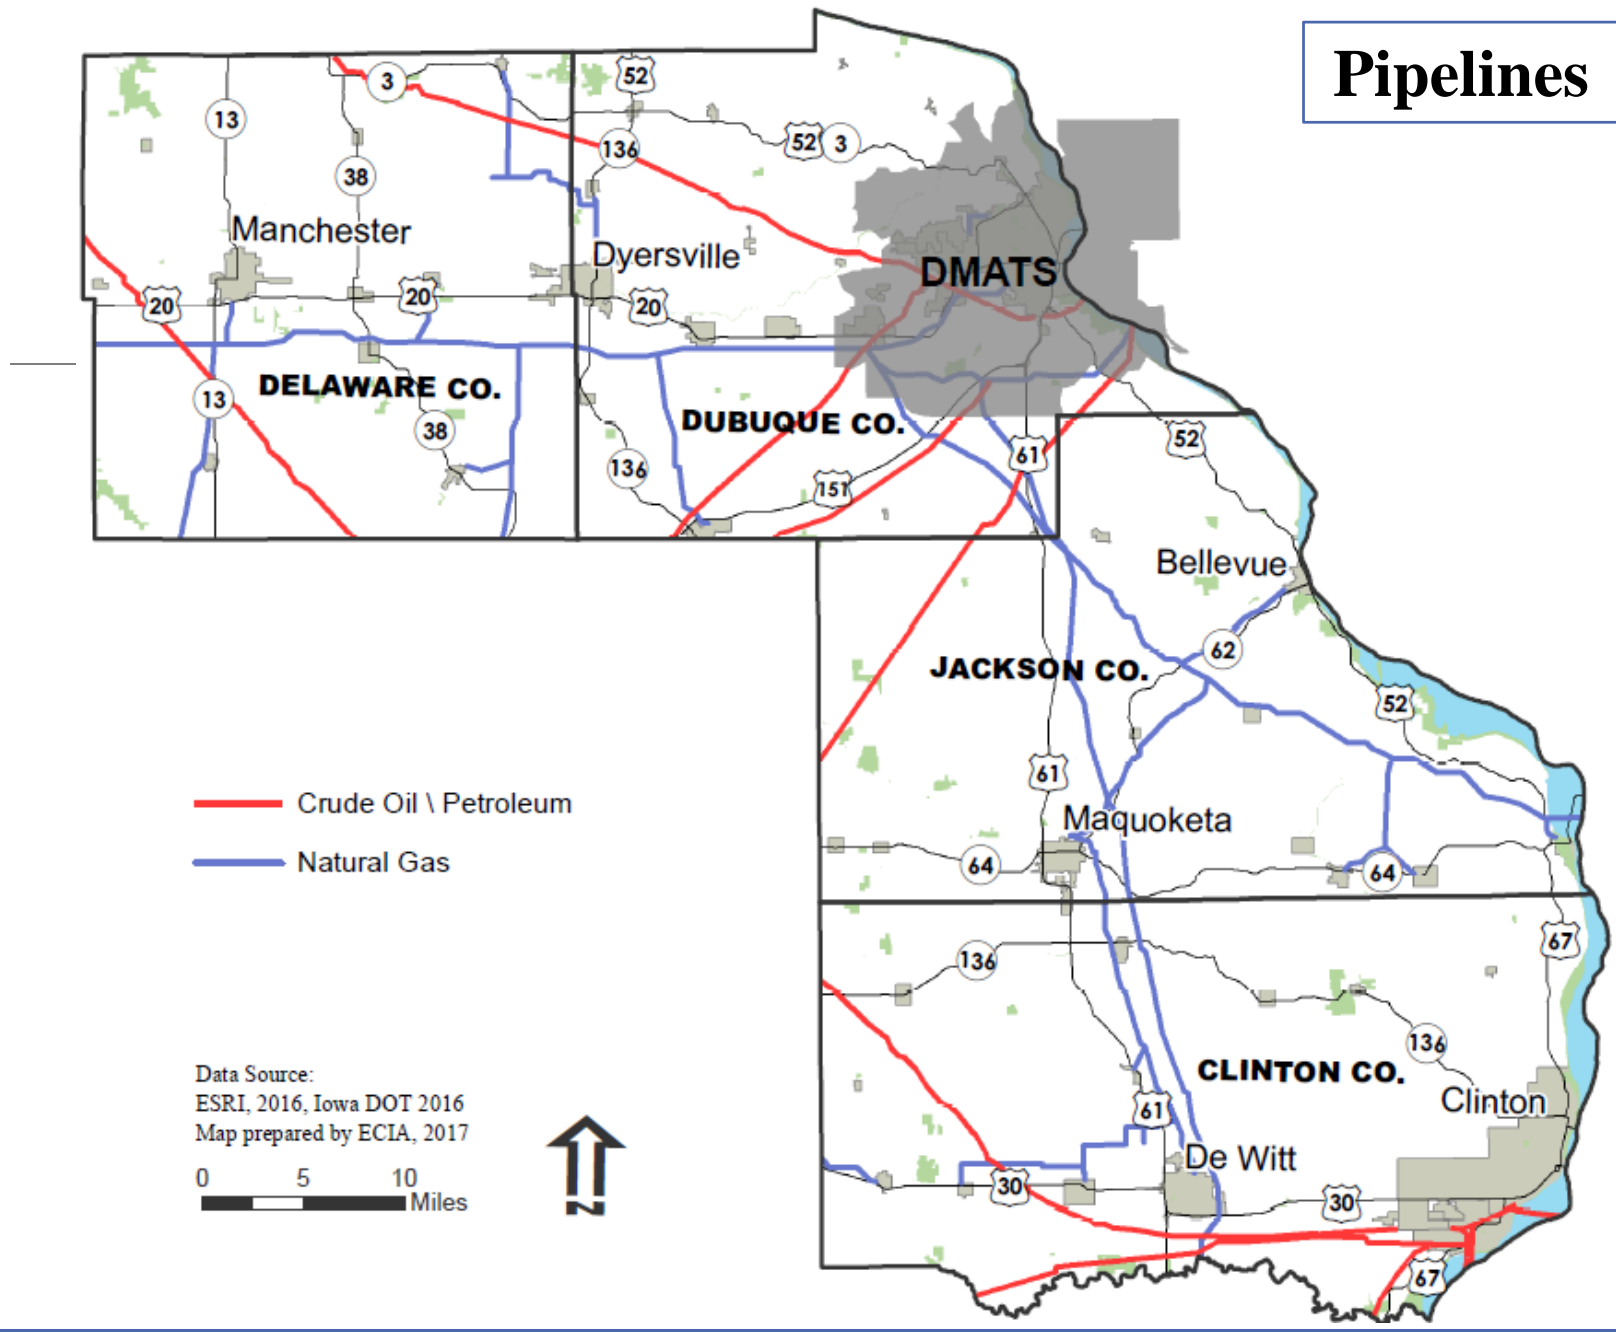 Pipelines
52
3
13
136
52
3
38
Manchester
Dyersville
DMATS
20
20
20
DELAWARE CO.
13
DUBUQUE CO.
38
52
61
136
151
Bellevue
62
JACKSON CO.
52
61
Crude Oil \ Petroleum
Maquoketa
Natural Gas
64
64
67
136
136
Data Source:
CLINTON CO.
ESRI, 2016, Iowa DOT 2016
Clinton
61
Map prepared by ECIA, 2017
De Witt
0 5 10
30
30
Miles
N
67